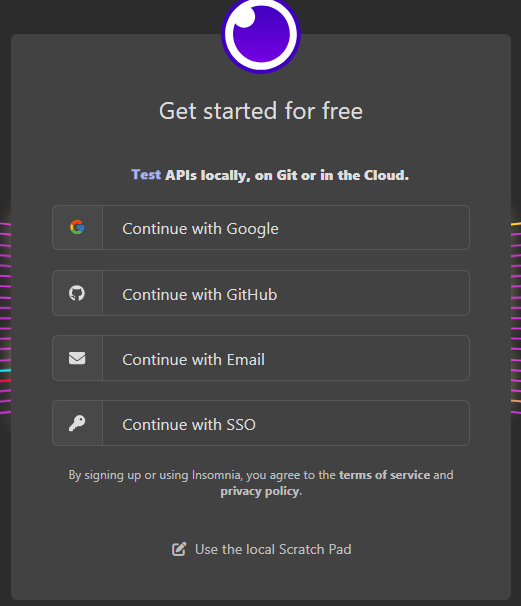 Get started for free
Test APIs locally, on Git or in the Cloud.
Continue with Google
Continue with GitHub
Continue with Email
Continue with SSO
By signing up or using Insomnia, you agree to the terms of service and
privacy policy.
Use the local Scratch Pad